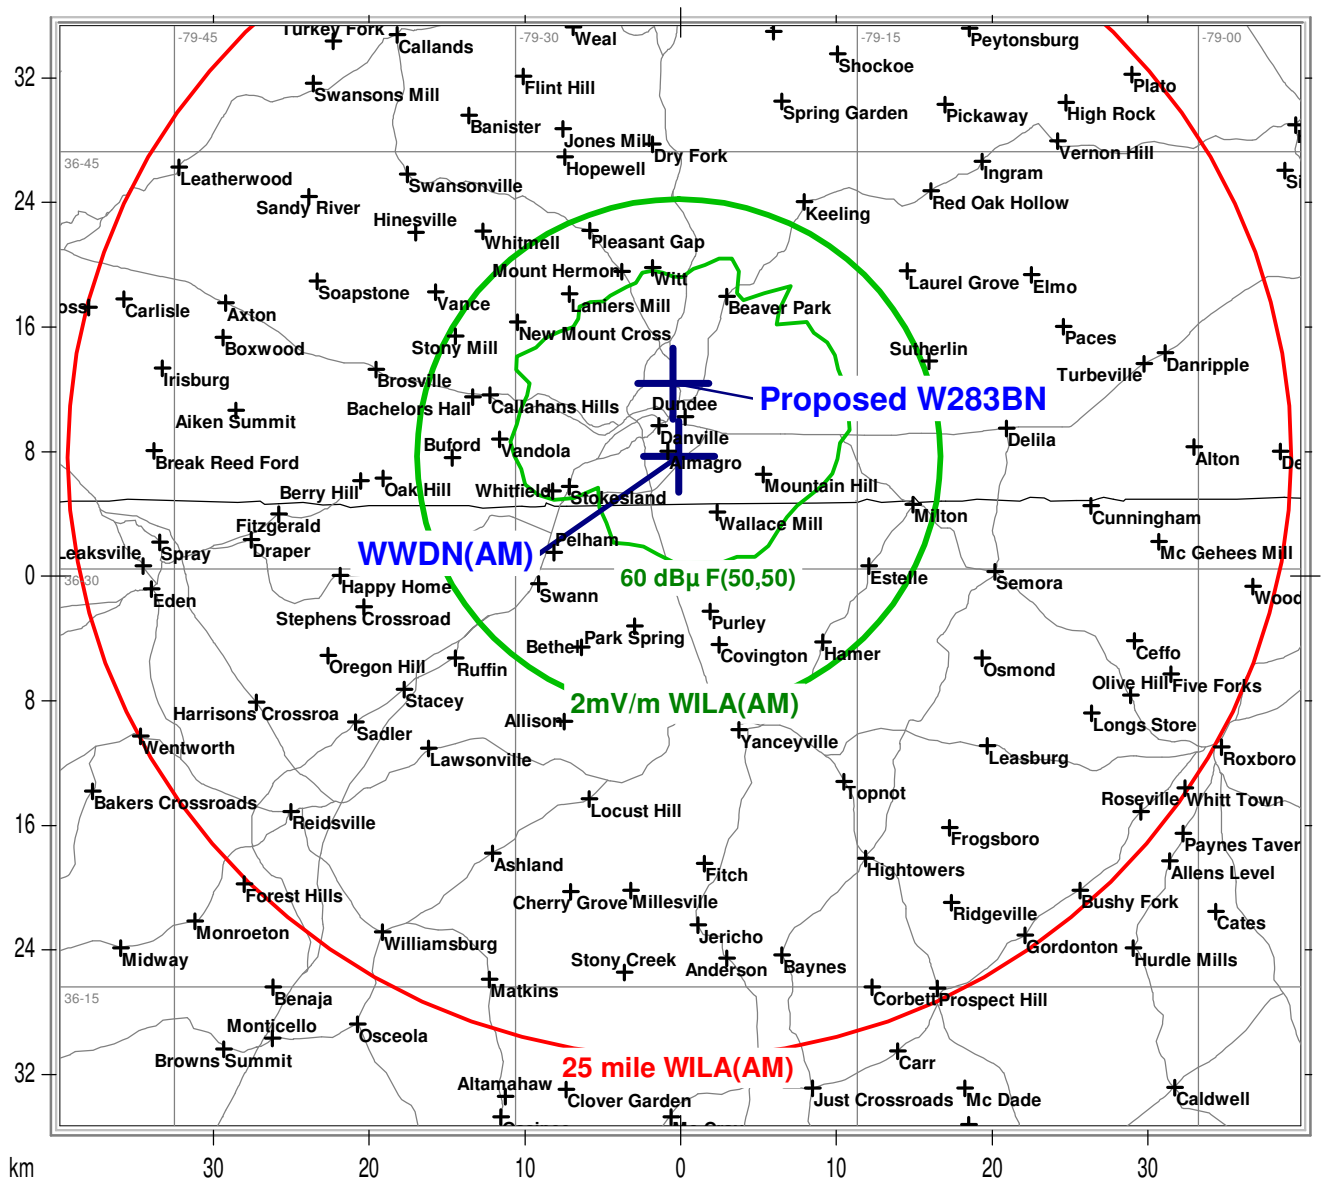 Turkey Fork
Callands
-79-45
-79-30
Weal
-79-15
Peytonsburg
-79-00
32
Swansons Mill
Flint Hill
Shockoe
Plato
Spring Garden
Pickaway
High Rock
Banister
Jones Mill
Dry Fork
Vernon Hill
36-45
Hopewell
Leatherwood
Swansonville
Ingram
24
Sandy River
Hinesville
Keeling
Red Oak Hollow
Whitmell
Pleasant Gap
Mount Hermon
Witt
Soapstone
Vance
Laniers Mill
Beaver Park
Laurel Grove
Elmo
Carlisle
Axton
16
Boxwood
Stony Mill
New Mount Cross
Sutherlin
Paces
Irisburg
Brosville
Turbeville
Danripple
Aiken Summit
Bachelors Hall
Callahans Hills
Dundee
Proposed W283BN
8
Break Reed Ford
Buford
Vandola
Danville
Almagro
Delila
Alton
Berry Hill
Oak Hill
Whitfield
Stokesland
Mountain Hill
Fitzgerald
Wallace Mill
Milton
Cunningham
Leaksville
Spray
Draper
WWDN(AM)
Pelham
Mc Gehees Mill
0
36-30
Eden
Happy Home
Swann
60 dBµ F(50,50)
Estelle
Semora
Stephens Crossroad
Park Spring
Purley
Oregon Hill
Ruffin
Bethel
Covington
Hamer
Osmond
Ceffo
8
Harrisons Crossroa
Stacey
2mV/m WILA(AM)
Olive Hill
Five Forks
Sadler
Allison
Longs Store
Wentworth
Lawsonville
Yanceyville
Leasburg
Roxboro
Bakers Crossroads
Topnot
Roseville
Whitt Town
16
Reidsville
Locust Hill
Frogsboro
Paynes Taver
Ashland
Fitch
Hightowers
Allens Level
Forest Hills
Cherry Grove
Millesville
Ridgeville
Bushy Fork
Monroeton
Williamsburg
Jericho
Gordonton
Cates
24
Midway
Stony Creek
Anderson
Baynes
Hurdle Mills
36-15
Benaja
Matkins
Corbett
Prospect Hill
Monticello
Osceola
Browns Summit
25 mile WILA(AM)
Carr
32
Altamahaw
Clover Garden
Just Crossroads
Mc Dade
Caldwell
km
30
20
10
0
10
20
30